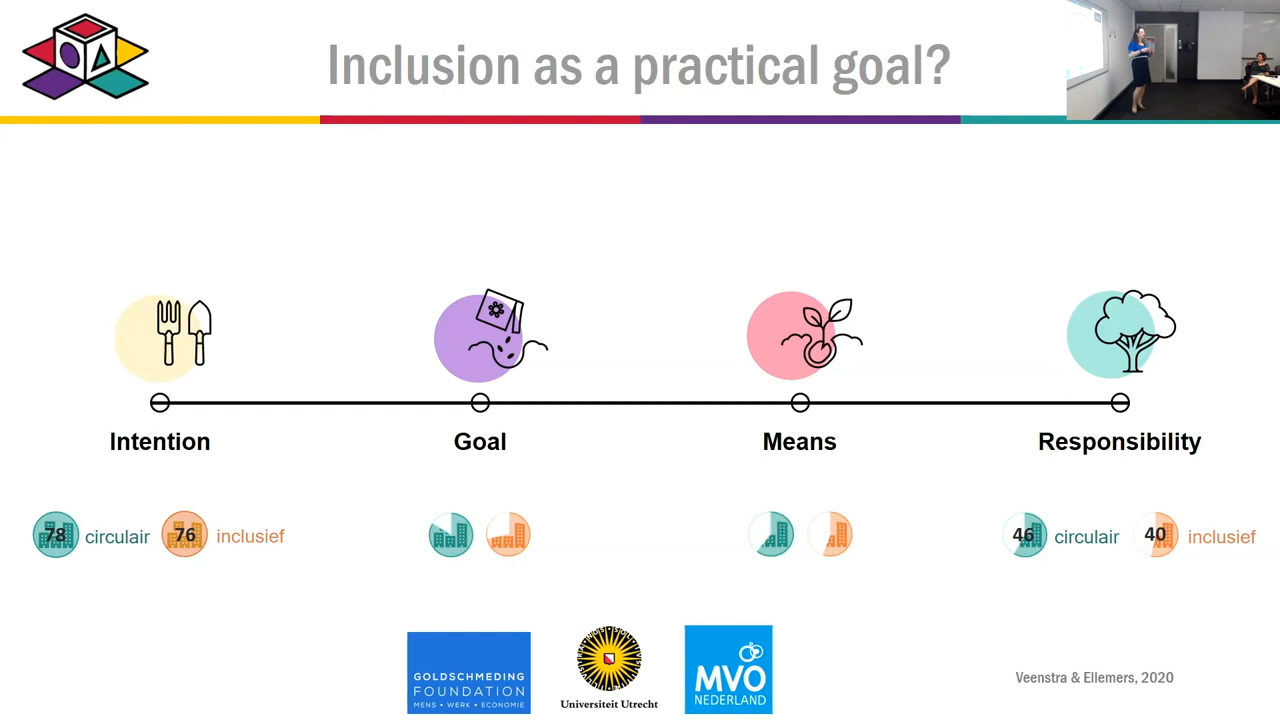 Inclusion as a practical goal?
Intention
Goal
Means
Responsibility
78 circulair 76 inclusief
46 circulair 40 inclusief
GOLDSCHMEDING
FOUNDATION
MENS • WERK • ECONOMIE
Universiteit Utrecht
MVO
NEDERLAND
Veenstra & Ellemers, 2020